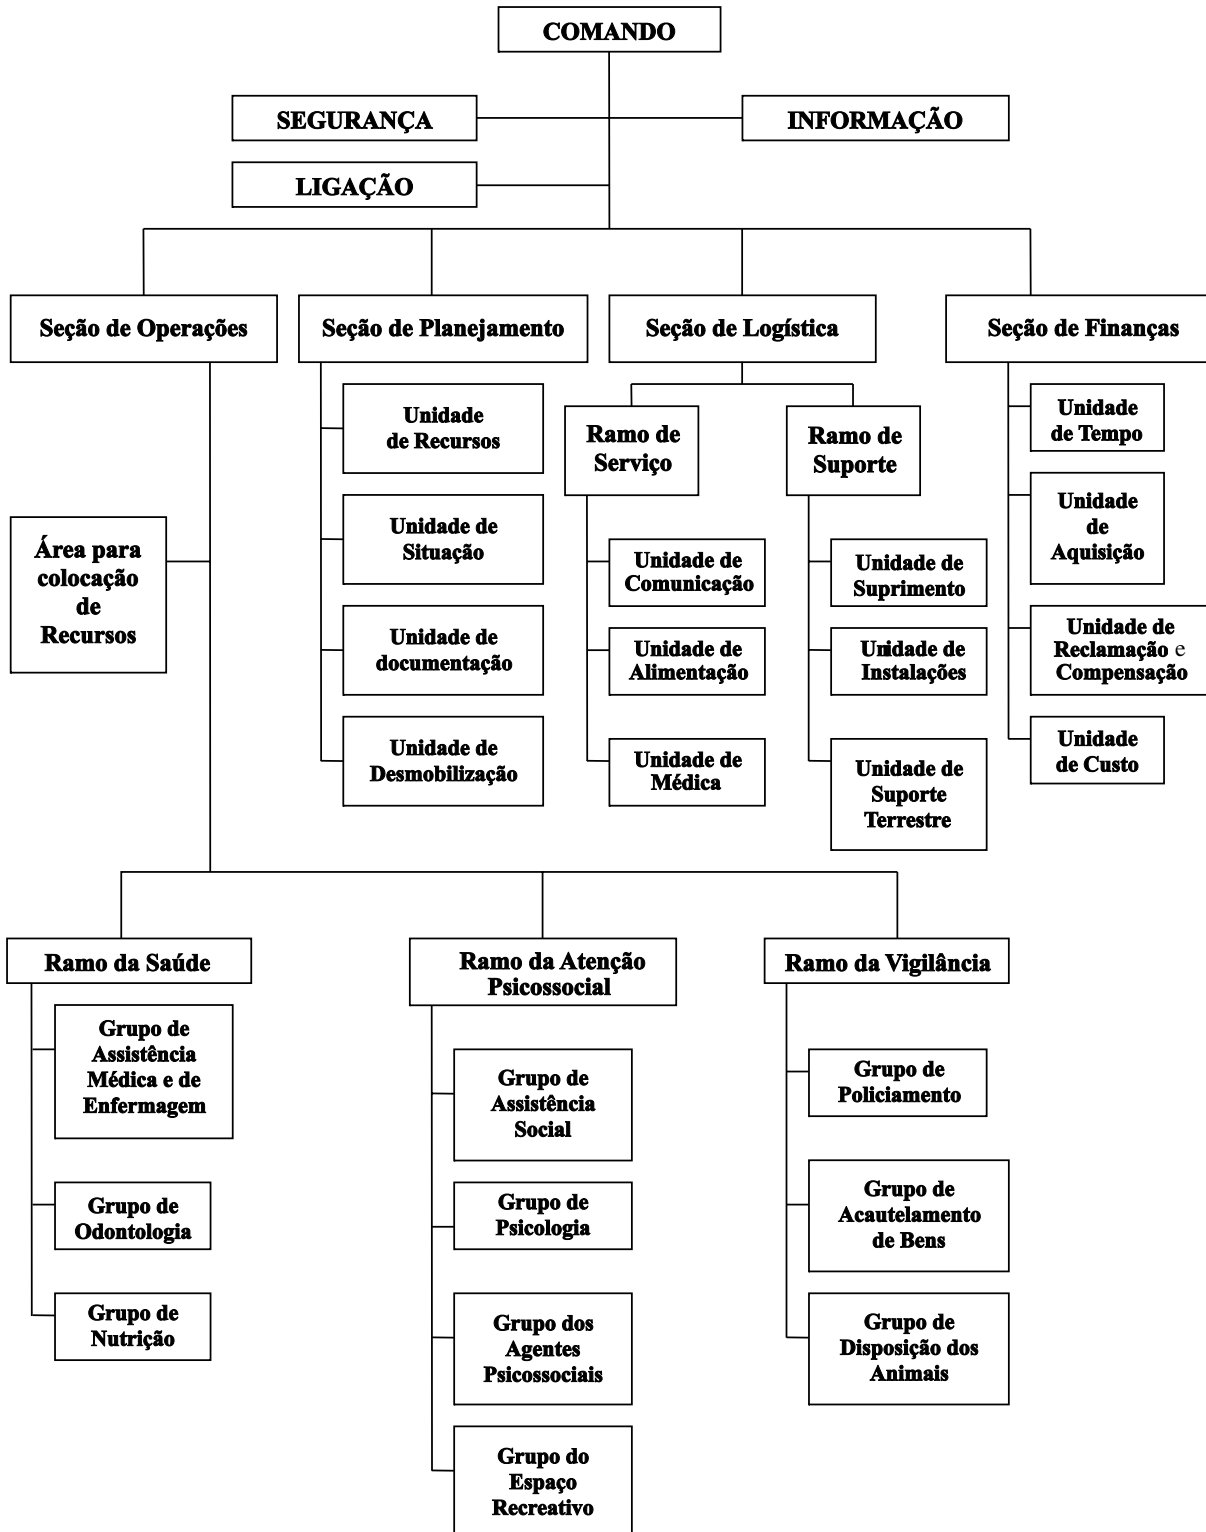 COMANDO
SEGURANÇA
INFORMAÇÃO
LIGAÇÃO
Seção de Operações
Seção de Planejamento
Seção de Logística
Seção de Finanças
Área para
colocação
de
Recursos
Unidade
de Recursos
Unidade de
Situação
Unidade de
documentação
Unidade de
Desmobilização
Ramo de
Serviço
Unidade de
Comunicação
Unidade de
Alimentação
Unidade de
Médica
Ramo de
Suporte
Unidade de
Suprimento
Unidade de
Instalações
Unidade de
Suporte
Terrestre
Unidade
de Tempo
Unidade
de
Aquisição
Unidade de
Reclamação e
Compensação
Unidade
de Custo
Ramo da Saúde
Grupo de
Assistência
Médica e de
Enfermagem
Grupo de
Odontologia
Grupo de
Nutrição
Ramo da Atenção
Psicossocial
Grupo de
Assistência
Social
Grupo de
Psicologia
Grupo dos
Agentes
Psicossociais
Grupo do
Espaço
Recreativo
Ramo da Vigilância
Grupo de
Policiamento
Grupo de
Acautelamento
de Bens
Grupo de
Disposição dos
Animais